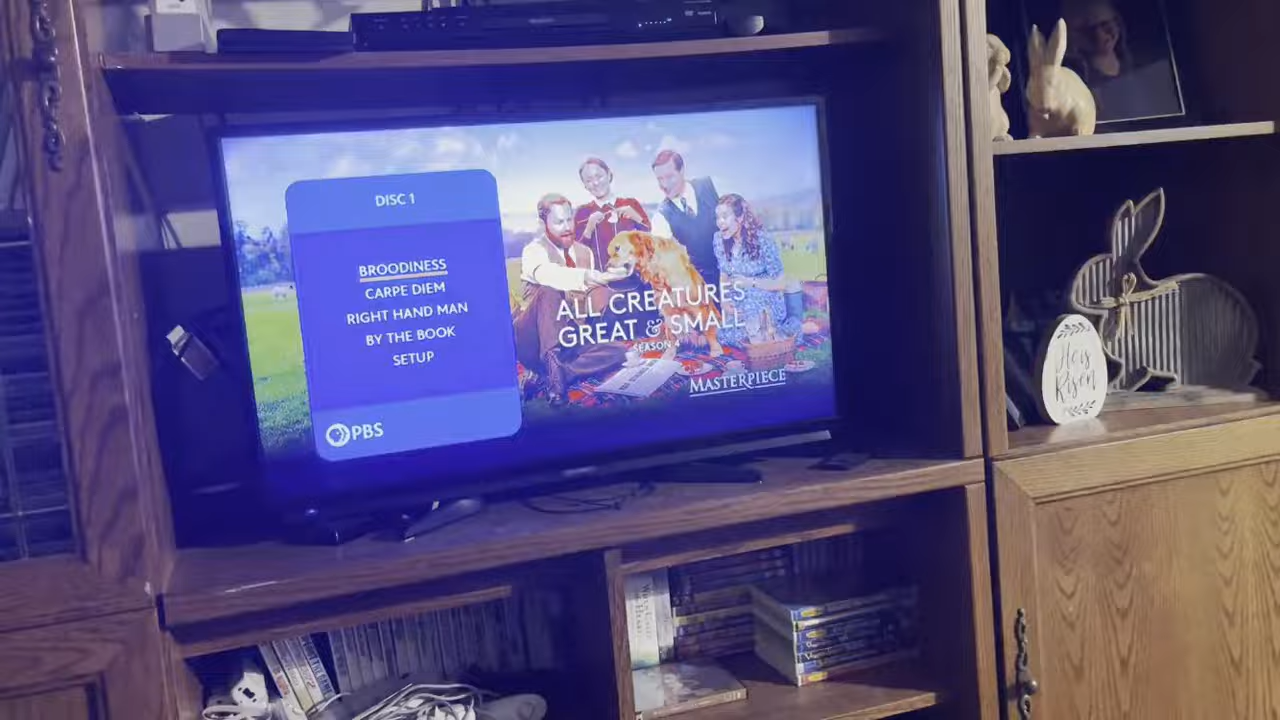 DISC 1
BROODINESS
CARPE DIEM
RIGHT HAND MAN
BY THE BOOK
SETUP
PBS
ALL CREATURES
GREAT & SMALL
SEASON 4
MASTERPIECE
He is
Risen